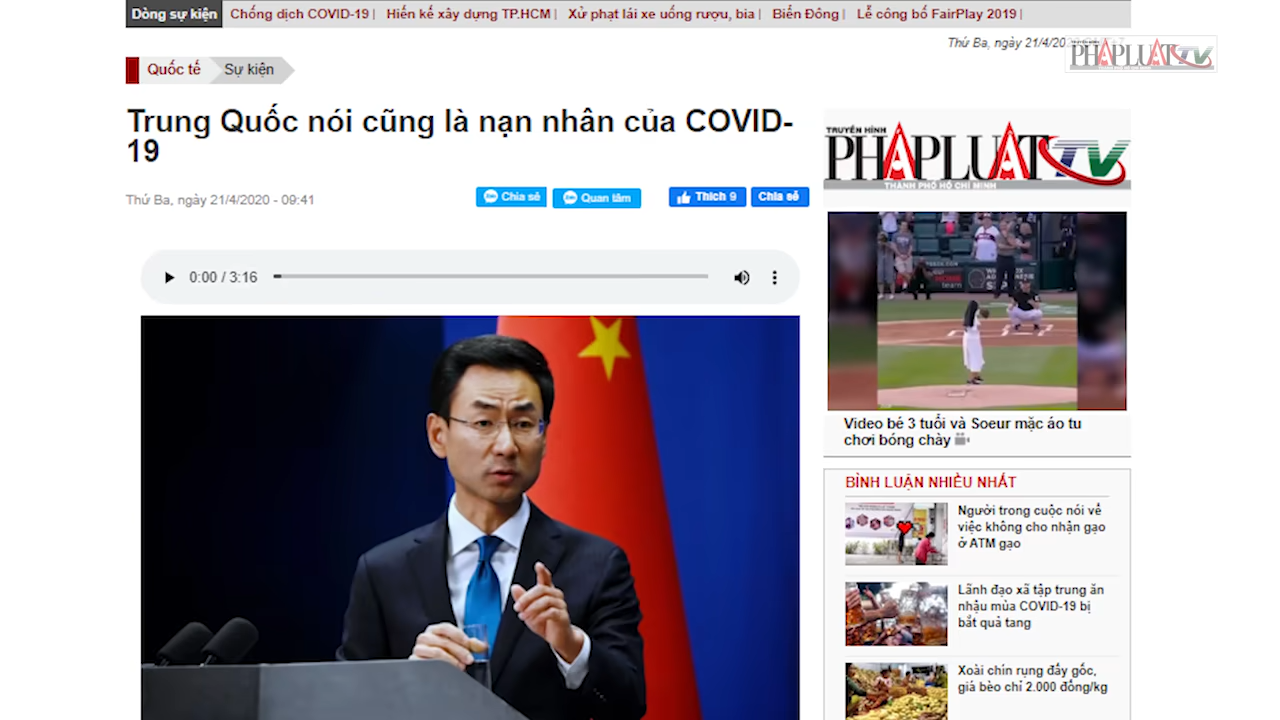 Dòng sự kiện Chống dịch COVID-19 | Hiến kế xây dựng TP.HCM | Xử phạt lái xe uống rượu, bia | Biển Đông | Lễ công bố FairPlay 2019 |
Thứ Ba, ngày 21/4/
TRUYỀN HÌNH
PHÁPLUẬT TV
Quốc tế Sự kiện
Trung Quốc nói cũng là nạn nhân của COVID-
19
Thứ Ba, ngày 21/4/2020 - 09:41
Chia sẻ Quan tâm Thích 9 Chia sẻ
0:00 / 3:16
TRUYỀN HÌNH
PHÁPLUẬT TV
THÀNH PHỐ HỒ CHÍ MINH
Video bé 3 tuổi và Soeur mặc áo tu
chơi bóng chày
BÌNH LUẬN NHIỀU NHẤT
Người trong cuộc nói về
việc không cho nhận gạo
ở ATM gạo
Lãnh đạo xã tập trung ăn
nhậu mùa COVID-19 bị
bắt quả tang
Xoài chín rụng đầy gốc,
giá bèo chỉ 2.000 đồng/kg